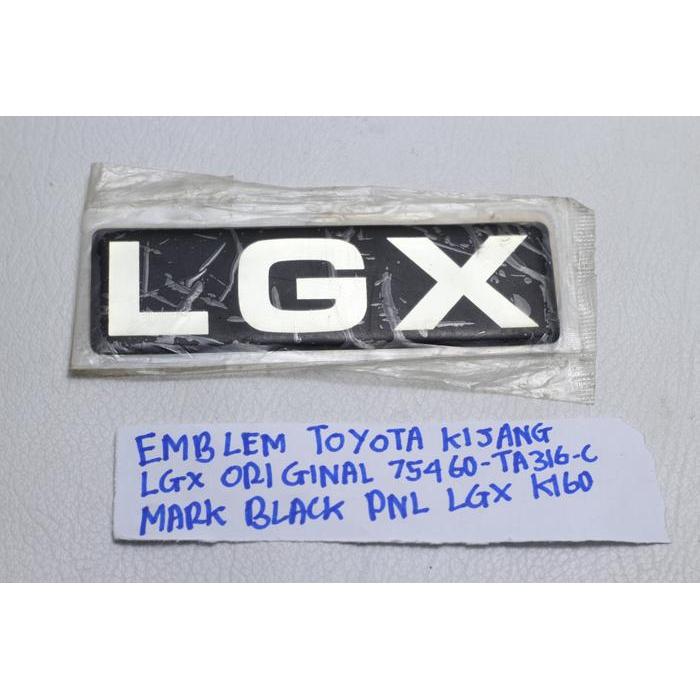 LGX
EMBLEM TOYOTA KIJANG
LGX ORIGINAL 75460-TA316-C
MARK BLACK PNL LGX K160